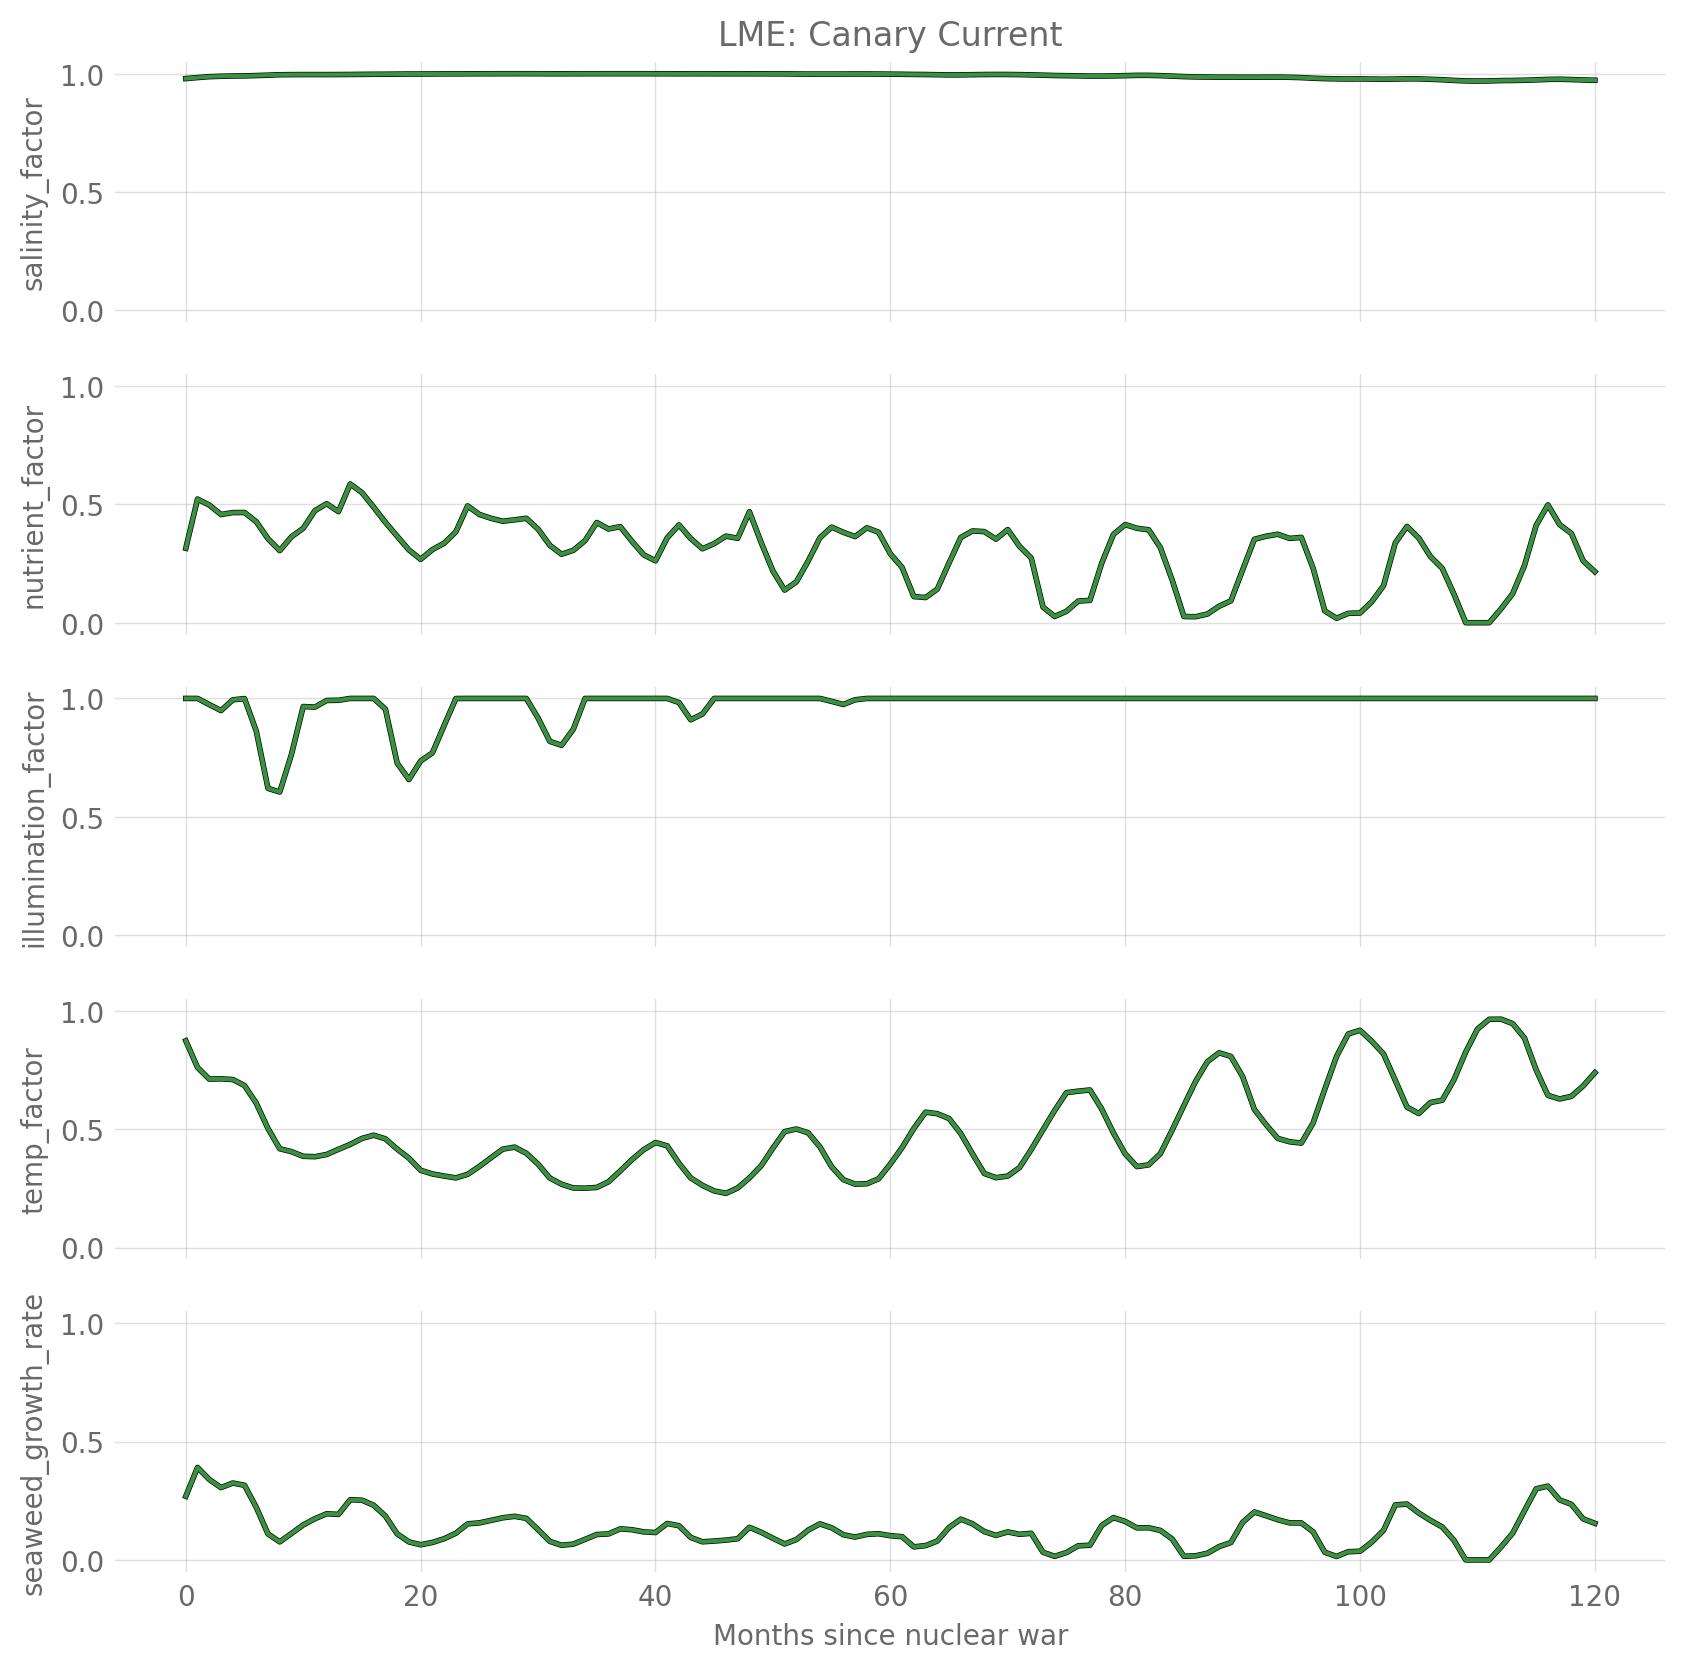 LME: Canary Current
1.0
0.5
0.0
salinity_factor
1.0
0.5
0.0
nutrient_factor
1.0
0.5
0.0
illumination_factor
1.0
0.5
0.0
temp_factor
1.0
0.5
0.0
seaweed_growth_rate
0 20 40 60 80 100 120
Months since nuclear war